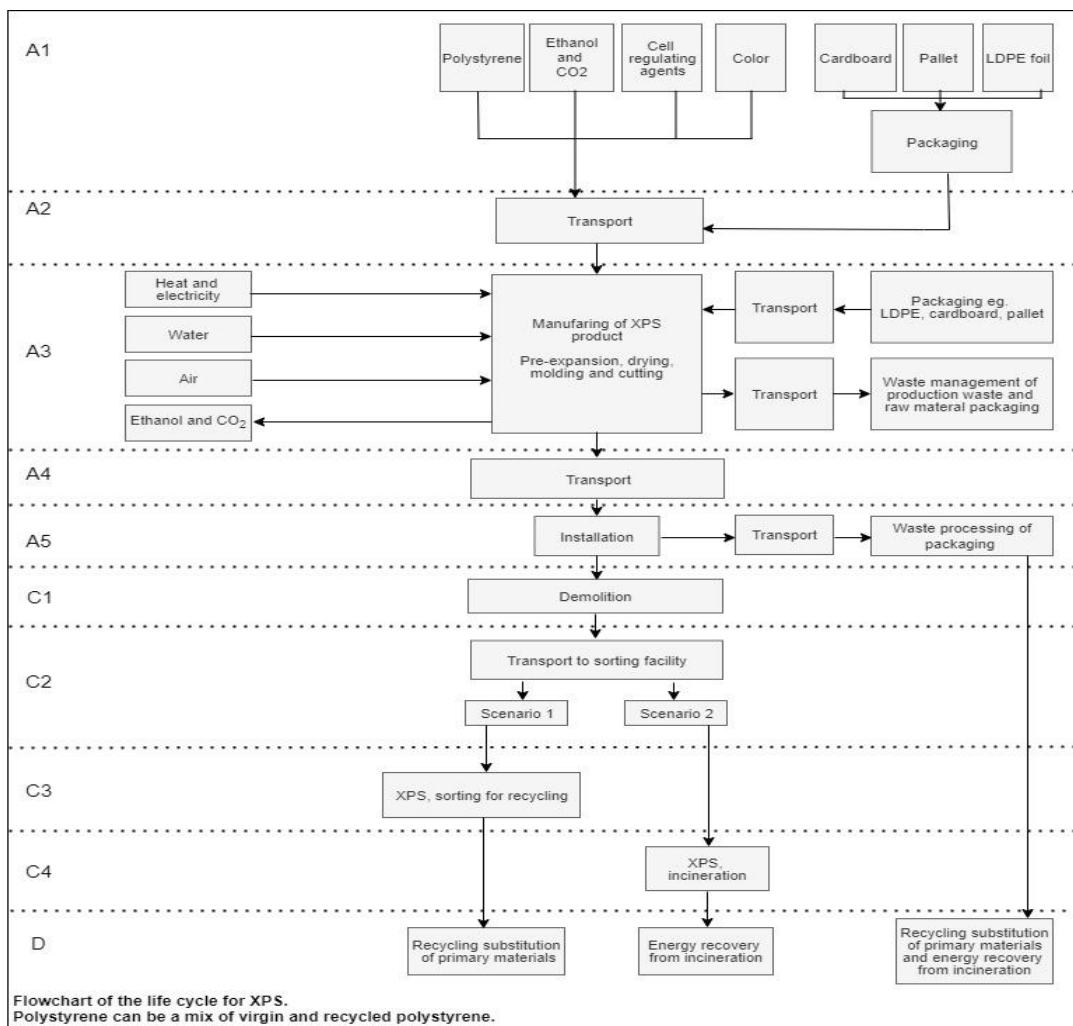 A1
Polystyrene
Ethanol
and
CO2
Cell
regulating
agents
Color
Cardboard
Pallet
LDPE foil
Packaging
A2
Transport
A3
Heat and
electricity
Water
Air
Ethanol and CO2
Manufaring of XPS
product
Pre-expansion, drying,
molding and cutting
Transport
Packaging eg.
LDPE, cardboard, pallet
Transport
Waste management of
production waste and
raw materal packaging
A4
Transport
A5
Installation
Transport
Waste processing of
packaging
C1
Demolition
C2
Transport to sorting facility
Scenario 1
Scenario 2
C3
XPS, sorting for recycling
C4
XPS,
incineration
D
Recycling substitution
of primary materials
Energy recovery
from incineration
Recycling substitution
of primary materials
and energy recovery
from incineration
Flowchart of the life cycle for XPS.
Polystyrene can be a mix of virgin and recycled polystyrene.